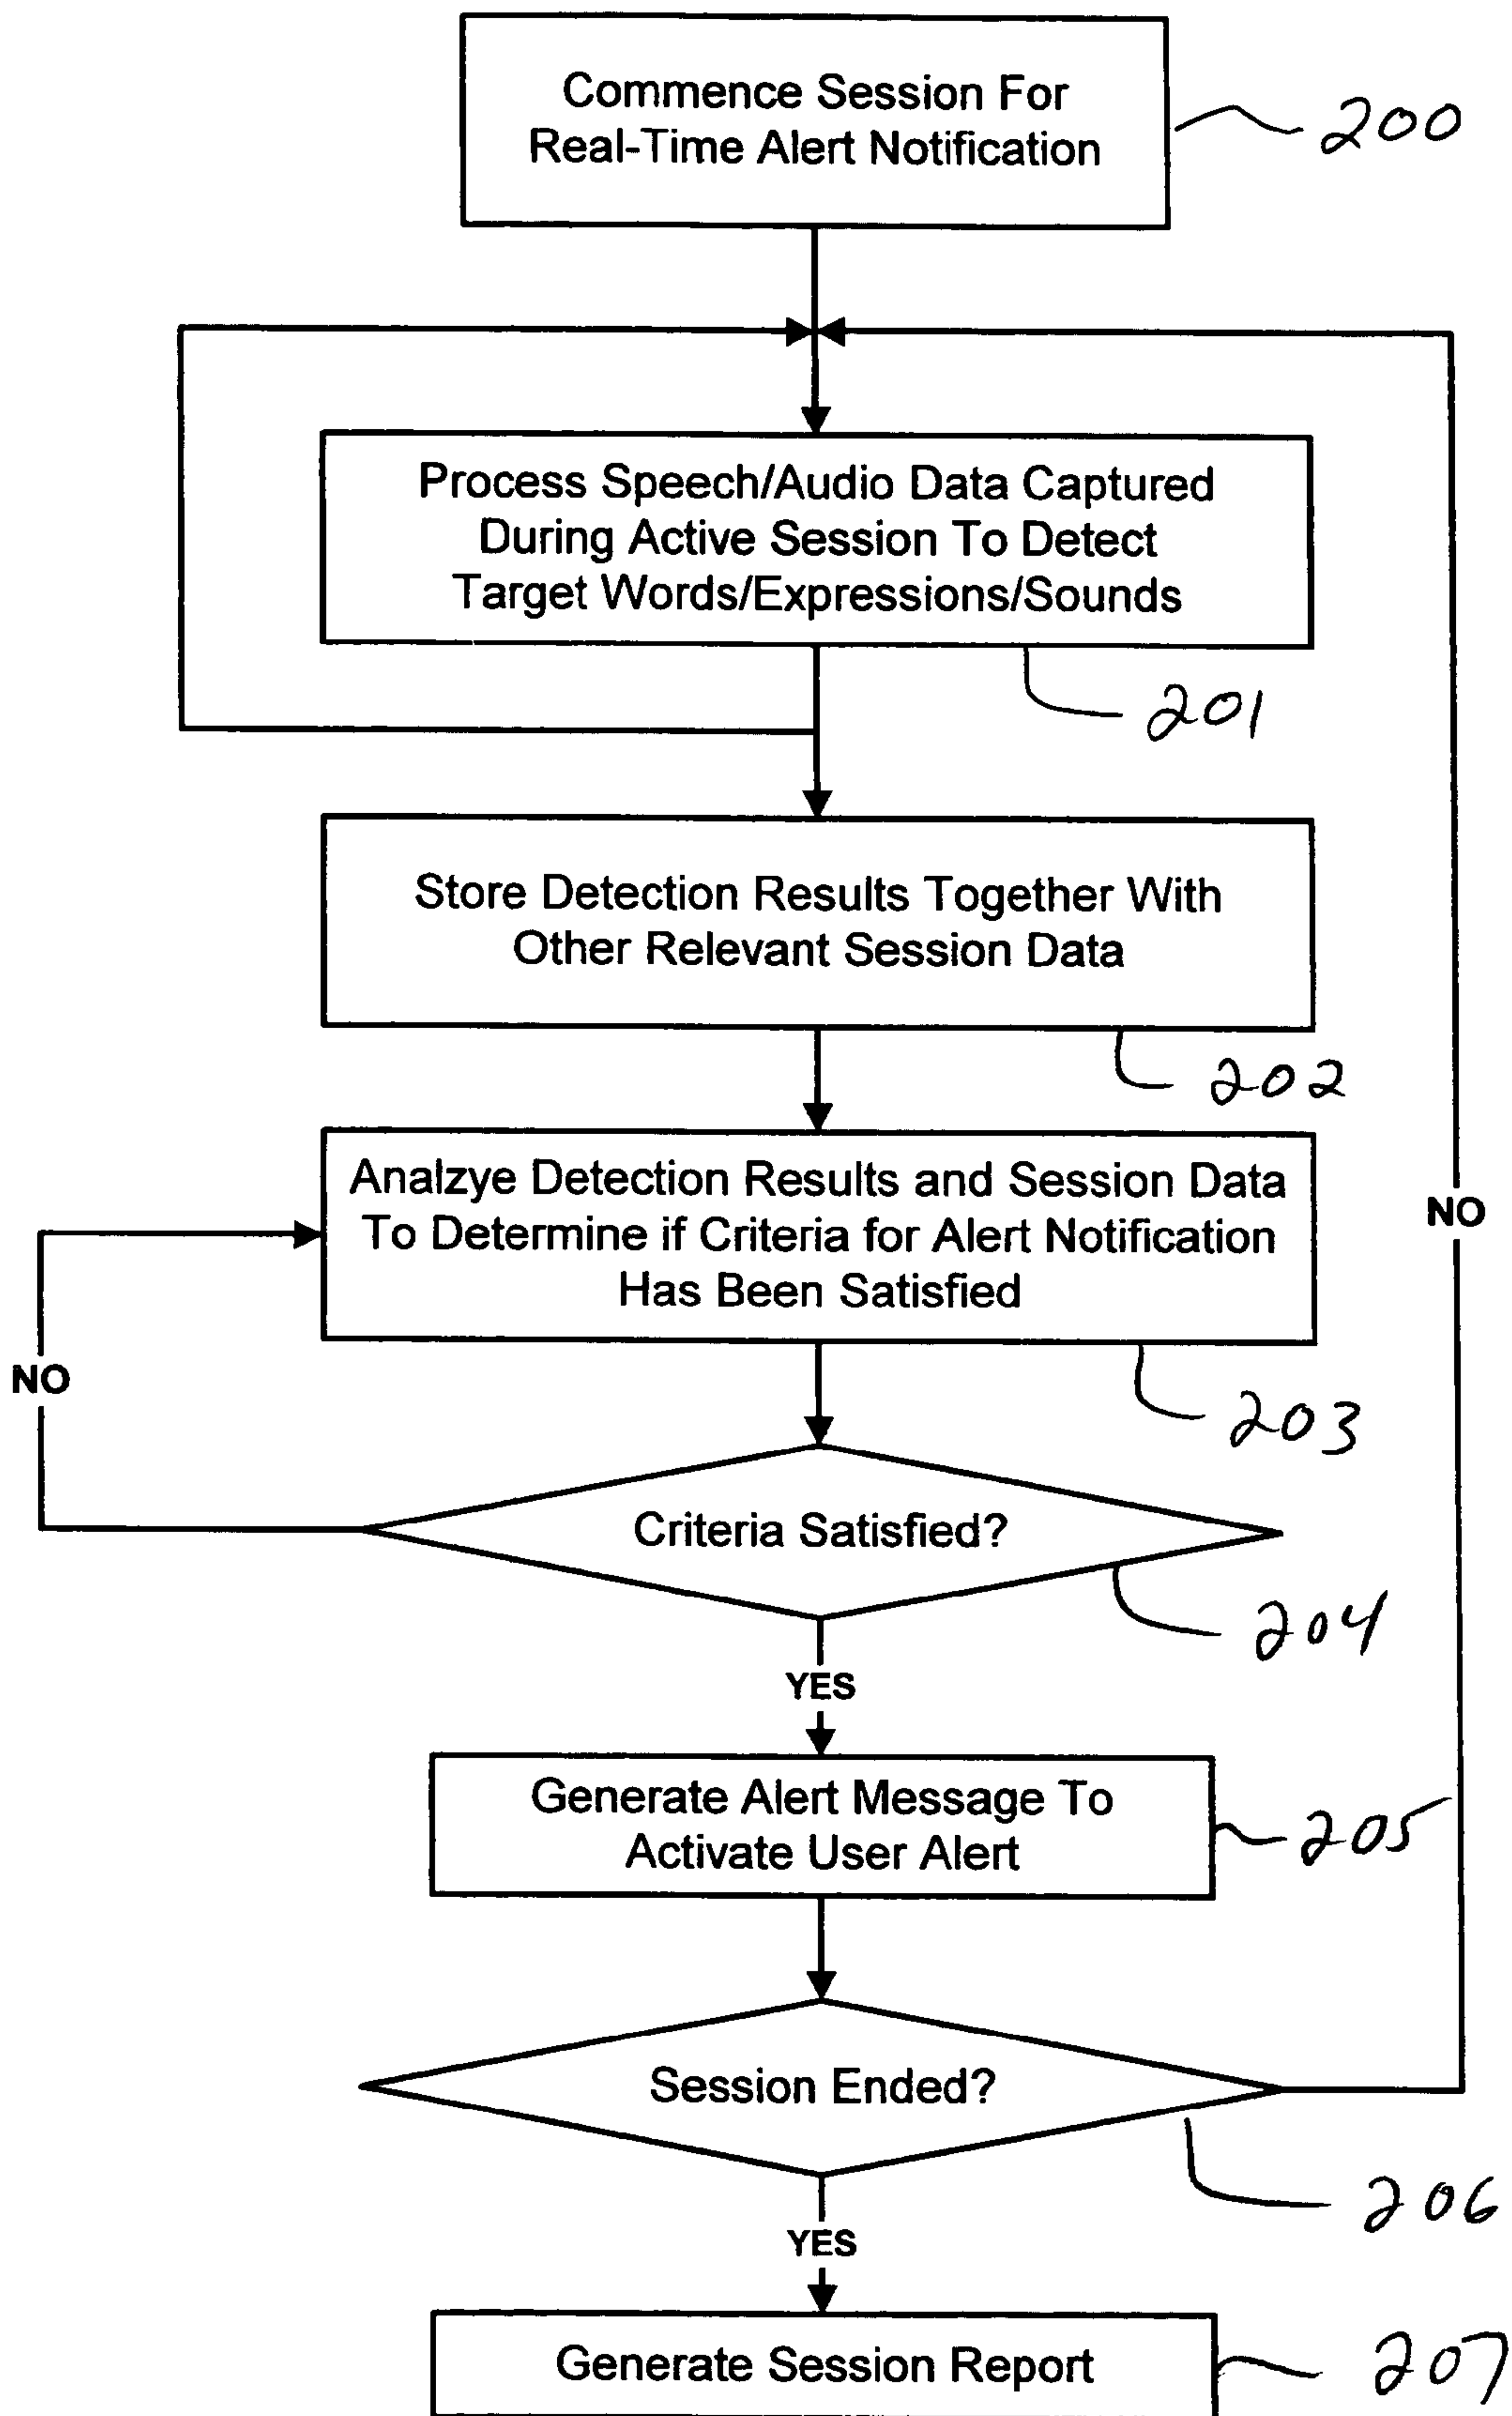 Commence Session For
Real-Time Alert Notification
200
Process Speech/Audio Data Captured
During Active Session To Detect
Target Words/Expressions/Sounds
201
Store Detection Results Together With
Other Relevant Session Data
202
Analzye Detection Results and Session Data
To Determine if Criteria for Alert Notification
Has Been Satisfied
NO
NO
203
Criteria Satisfied?
204
YES
Generate Alert Message To
Activate User Alert
205
Session Ended?
206
YES
Generate Session Report
207